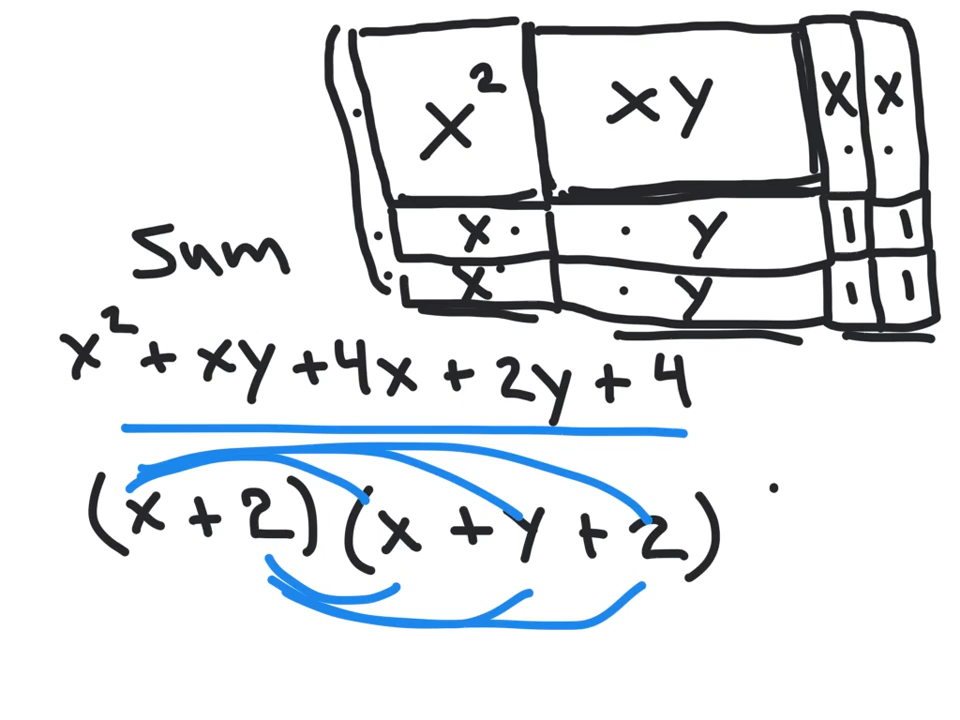 x² xy x x
x y 1 1
x y 1 1
Sum
x² + xy + 4x + 2y + 4
(x + 2)(x + y + 2)